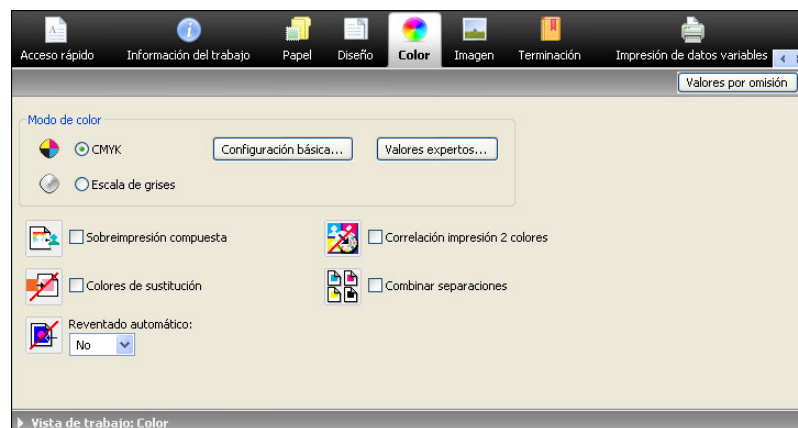 Acceso rápido Información del trabajo Papel Diseño Color Imagen Terminación Impresión de datos variables
Valores por omisión
Modo de color
CMYK Configuración básica... Valores expertos...
Escala de grises
Sobreimpresión compuesta Correlación impresión 2 colores
Colores de sustitución Combinar separaciones
Reventado automático:
No
Vista de trabajo: Color